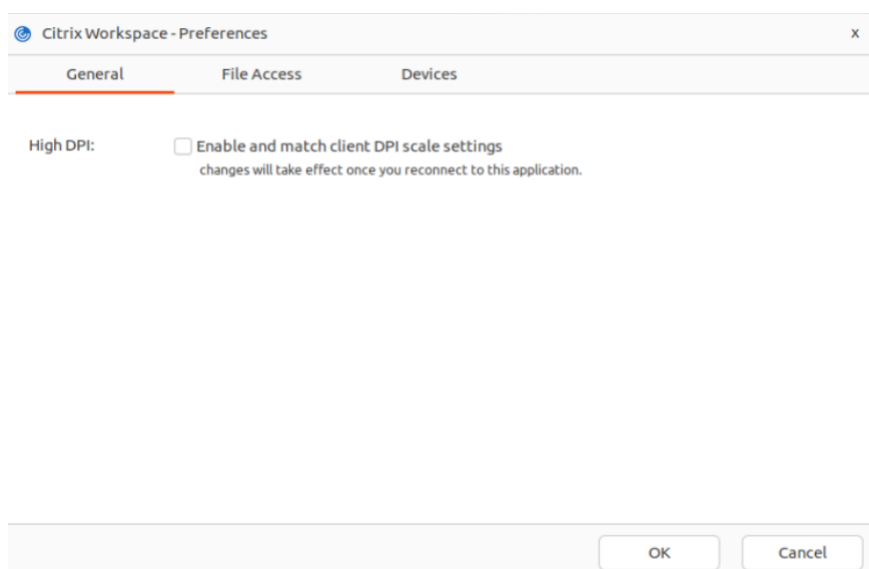 Citrix Workspace - Preferences
x
General File Access Devices
High DPI: Enable and match client DPI scale settings
changes will take effect once you reconnect to this application.
OK Cancel